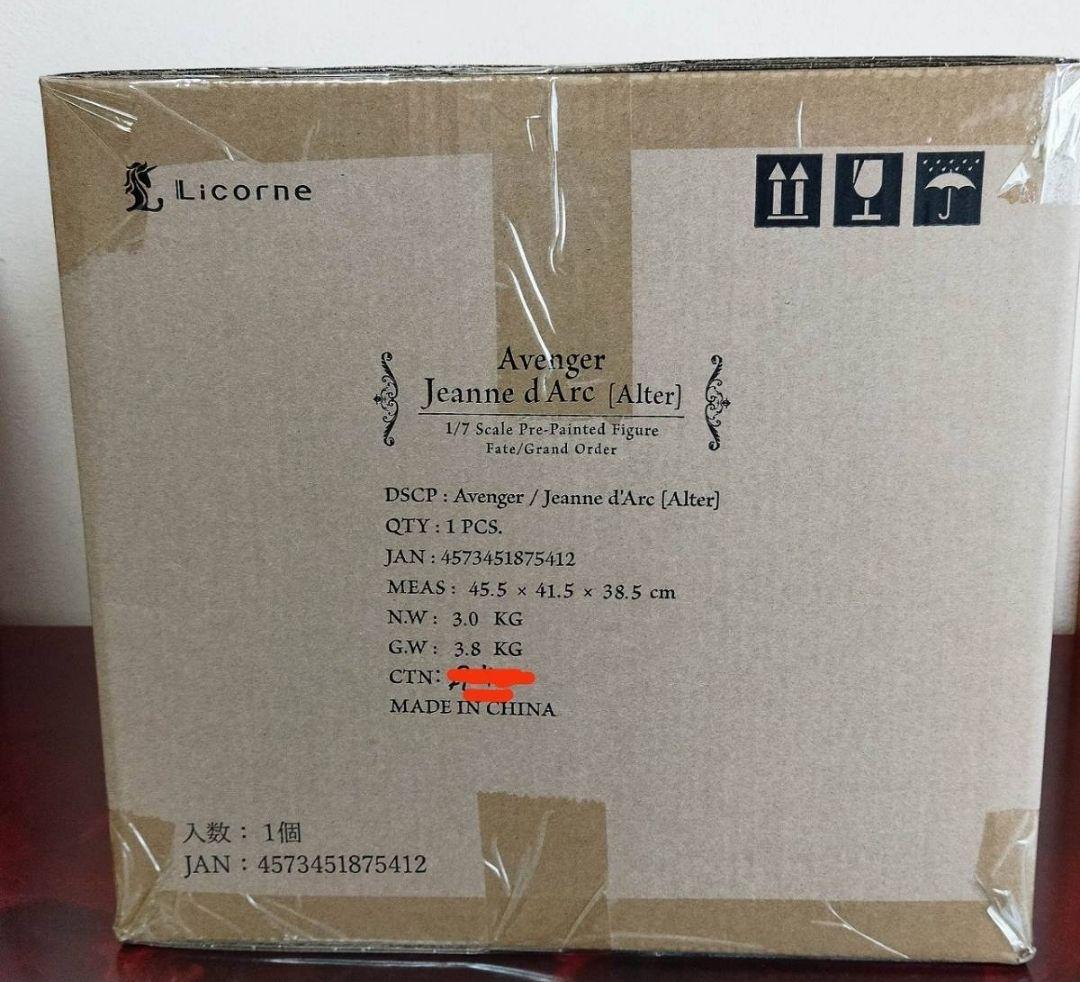 Licorne
Avenger
Jeanne d'Arc [Alter]
1/7 Scale Pre-Painted Figure
Fate/Grand Order
DSCP : Avenger / Jeanne d'Arc [Alter]
QTY : 1 PCS.
JAN : 4573451875412
MEAS : 45.5 × 41.5 × 38.5 cm
N.W : 3.0 KG
G.W : 3.8 KG
CTN:
MADE IN CHINA
入数： 1個
JAN：4573451875412